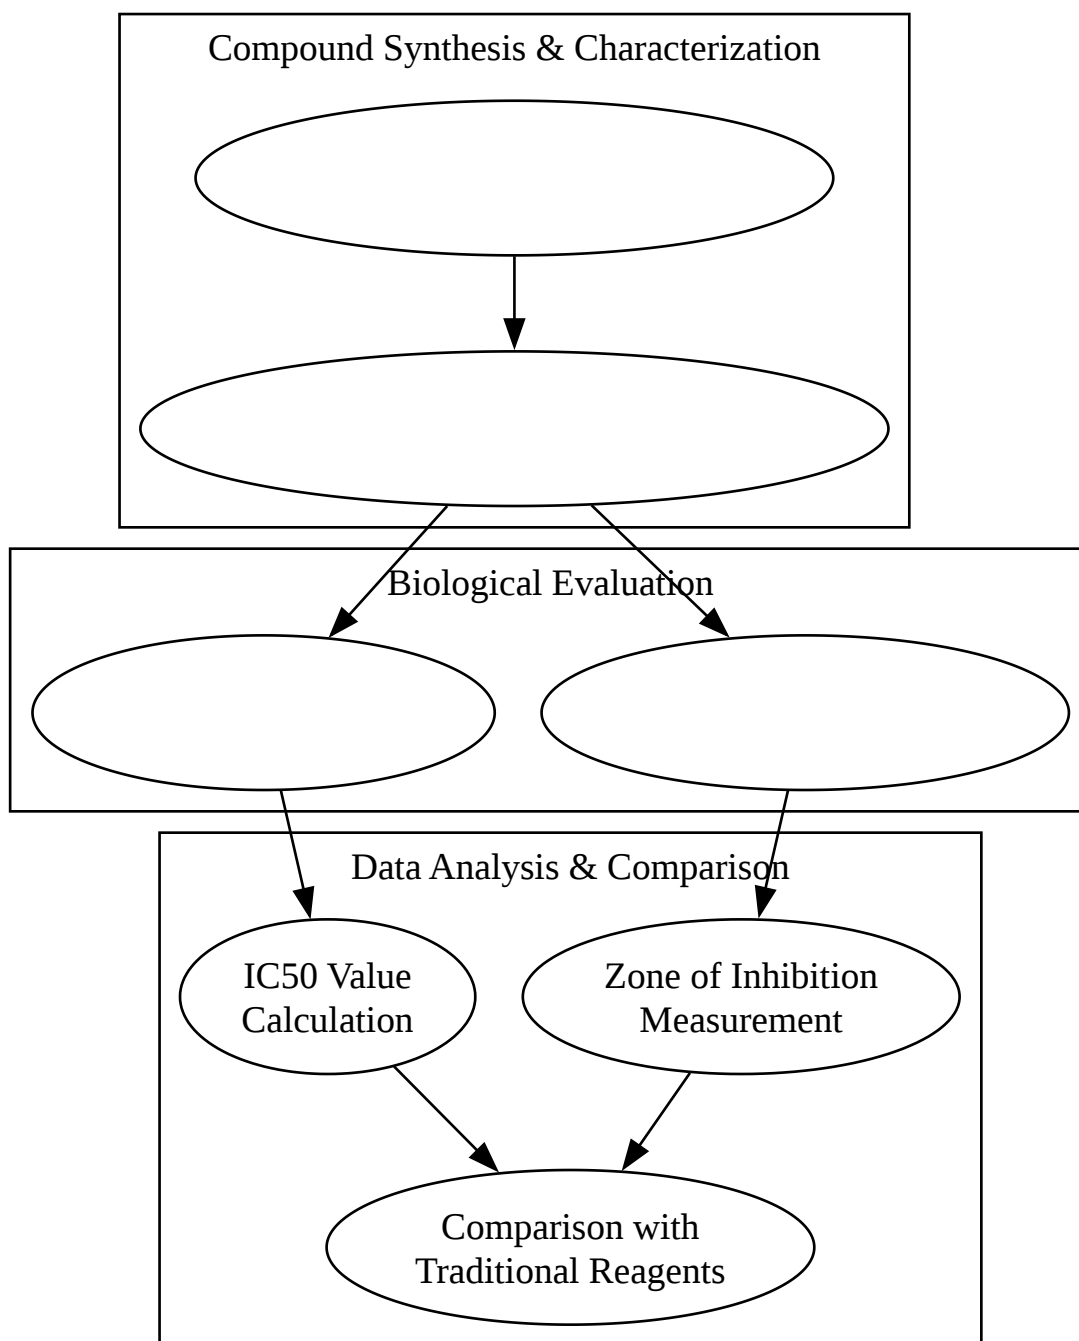 Compound Synthesis & Characterization
Biological Evaluation
Data Analysis & Comparison
IC50 Value
Calculation
Zone of Inhibition
Measurement
Comparison with
Traditional Reagents